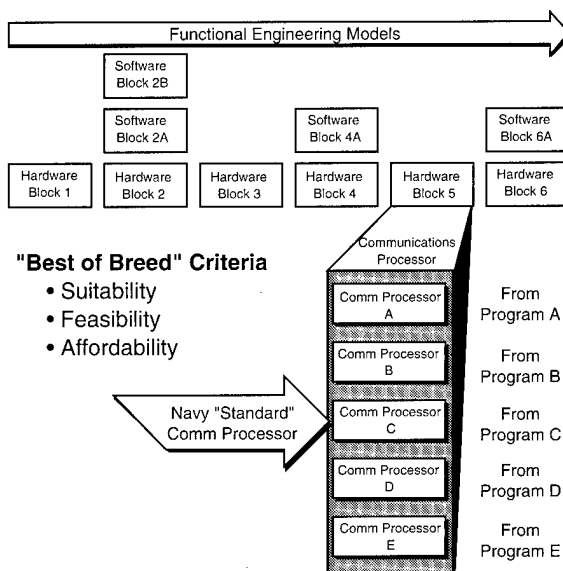 Functional Engineering Models
Software
Block 2B
Software
Block 2A
Software
Block 4A
Software
Block 6A
Hardware
Block 1
Hardware
Block 2
Hardware
Block 3
Hardware
Block 4
Hardware
Block 5
Hardware
Block 6
Communications
Processor
"Best of Breed" Criteria
• Suitability
• Feasibility
• Affordability
Comm Processor
A
From
Program A
Comm Processor
B
From
Program B
Navy "Standard"
Comm Processor
Comm Processor
C
From
Program C
Comm Processor
D
From
Program D
Comm Processor
E
From
Program E